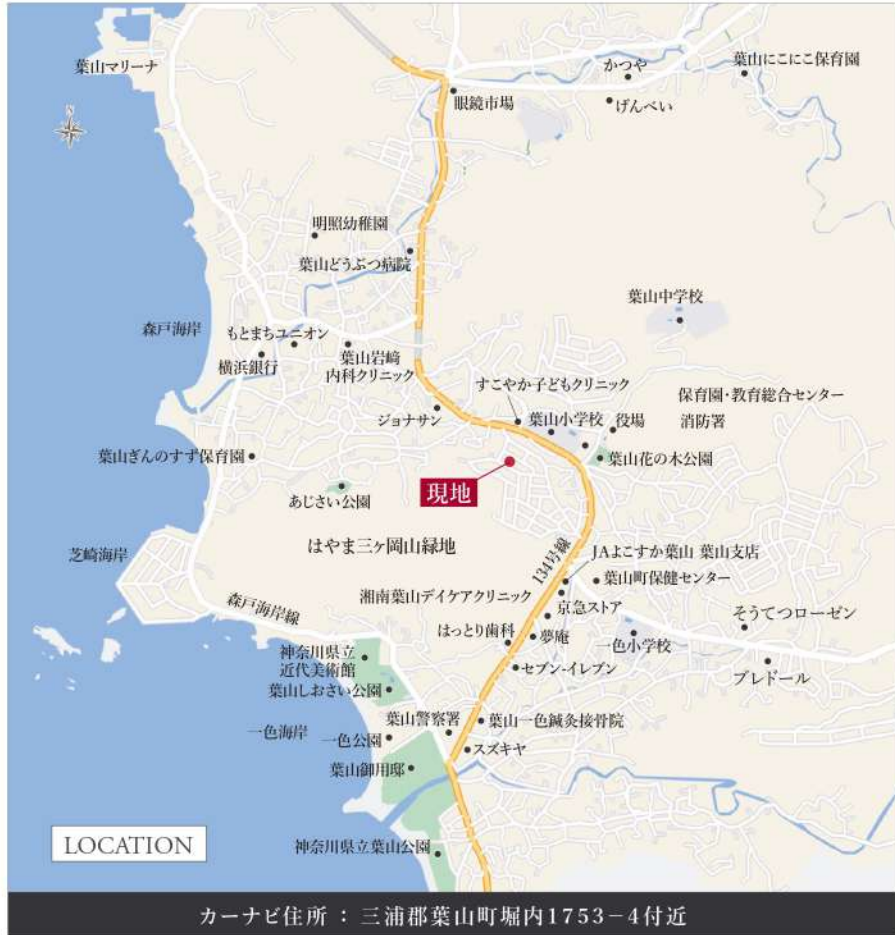 葉山マリーナ
かつや
葉山にこにこ保育園
眼鏡市場
げんべい
明照幼稚園
葉山どうぶつ病院
葉山中学校
森戸海岸
もとまちユニオン
横浜銀行
葉山岩﨑
内科クリニック
すこやか子どもクリニック
保育園・教育総合センター
ジョナサン
葉山小学校
役場
消防署
葉山ぎんのすず保育園
葉山花の木公園
現地
あじさい公園
はやま三ヶ岡山緑地
芝崎海岸
134号線
JAよこすか葉山 葉山支店
葉山町保健センター
湘南葉山デイケアクリニック
森戸海岸線
京急ストア
そうてつローゼン
はっとり歯科
夢庵
一色小学校
神奈川県立
近代美術館
セブン-イレブン
ブレドール
葉山しおさい公園
葉山警察署
葉山一色鍼灸接骨院
一色海岸
一色公園
スズキヤ
葉山御用邸
LOCATION
神奈川県立葉山公園
カーナビ住所 : 三浦郡葉山町堀内1753-4付近